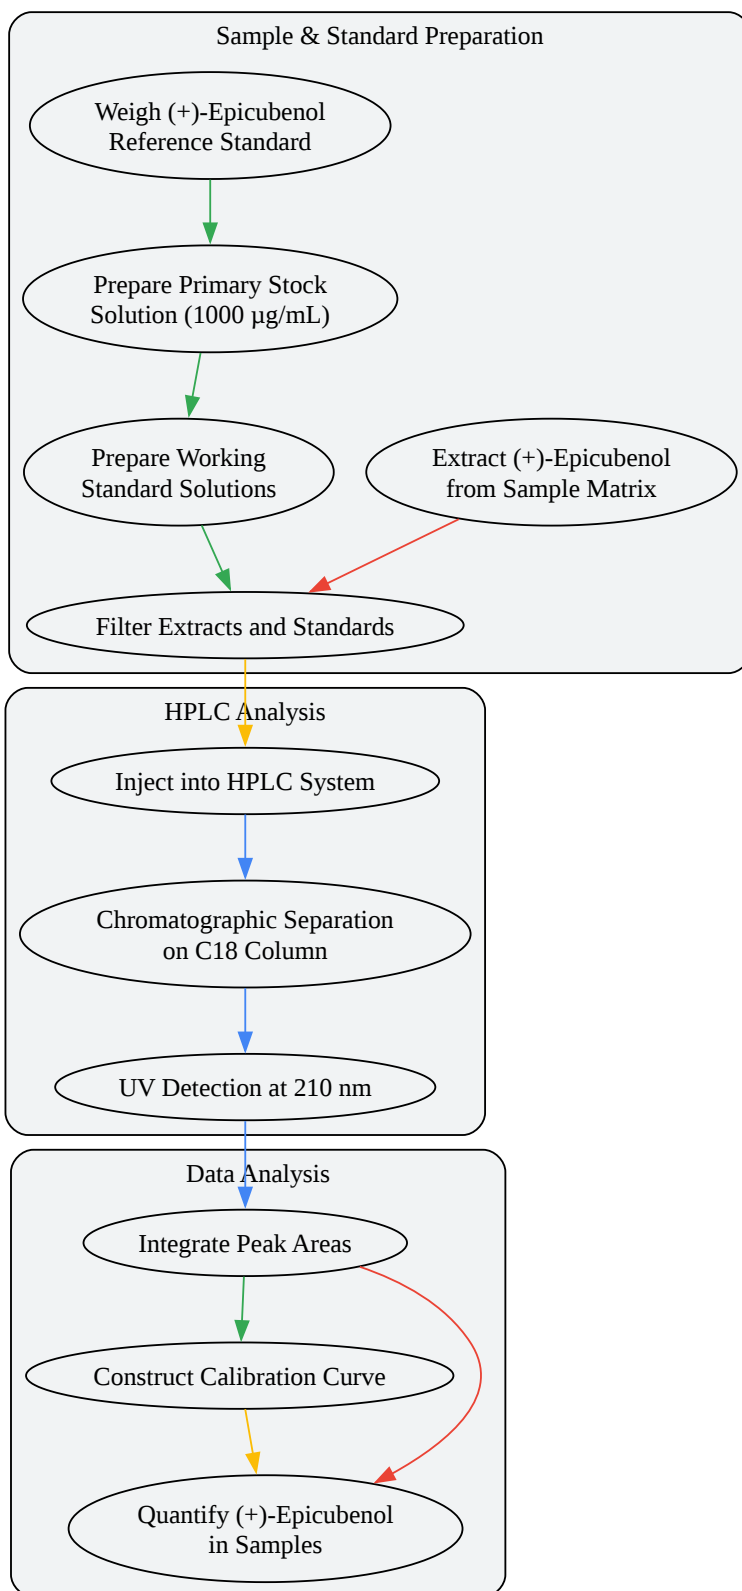 Sample & Standard Preparation
Weigh (+)-Epicubenol
Reference Standard
Prepare Primary Stock
Solution (1000 µg/mL)
Prepare Working
Standard Solutions
Extract (+)-Epicubenol
from Sample Matrix
Filter Extracts and Standards
HPLC Analysis
Inject into HPLC System
Chromatographic Separation
on C18 Column
UV Detection at 210 nm
Data Analysis
Integrate Peak Areas
Construct Calibration Curve
Quantify (+)-Epicubenol
in Samples